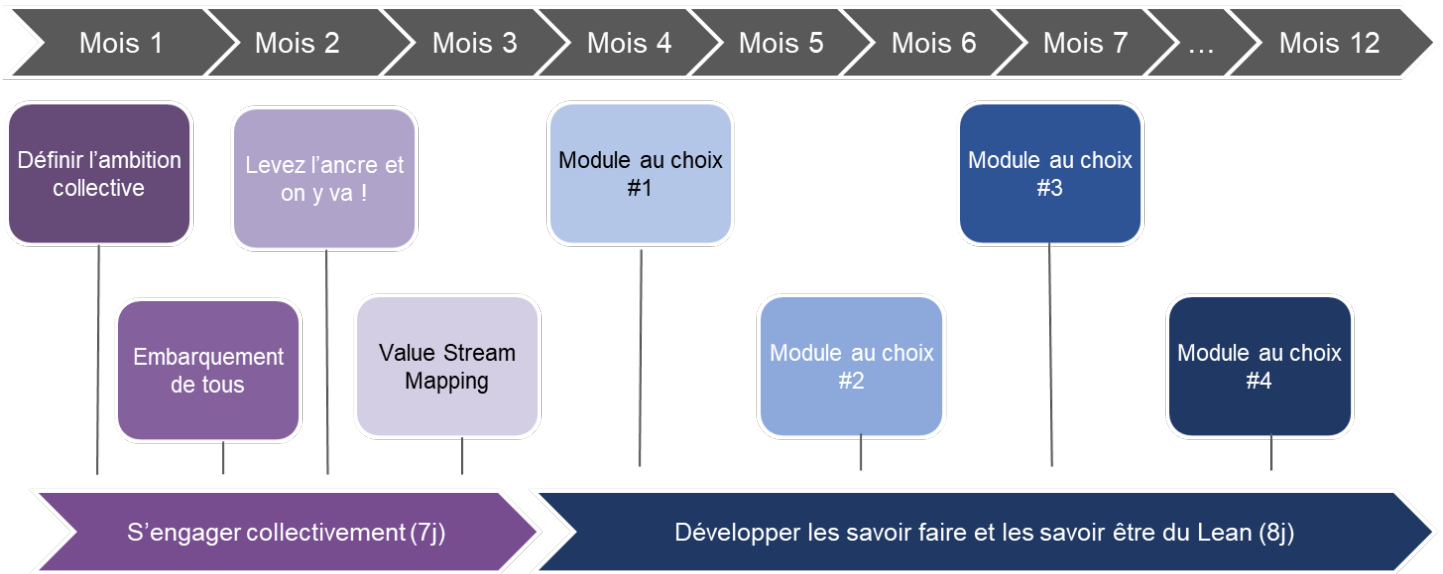 Mois 1
Mois 2
Mois 3
Mois 4
Mois 5
Mois 6
Mois 7
...
Mois 12
Définir l’ambition
collective
Levez l’ancre et
on y va !
Module au choix
#1
Module au choix
#3
Embarquement
de tous
Value Stream
Mapping
Module au choix
#2
Module au choix
#4
S’engager collectivement (7j)
Développer les savoir faire et les savoir être du Lean (8j)